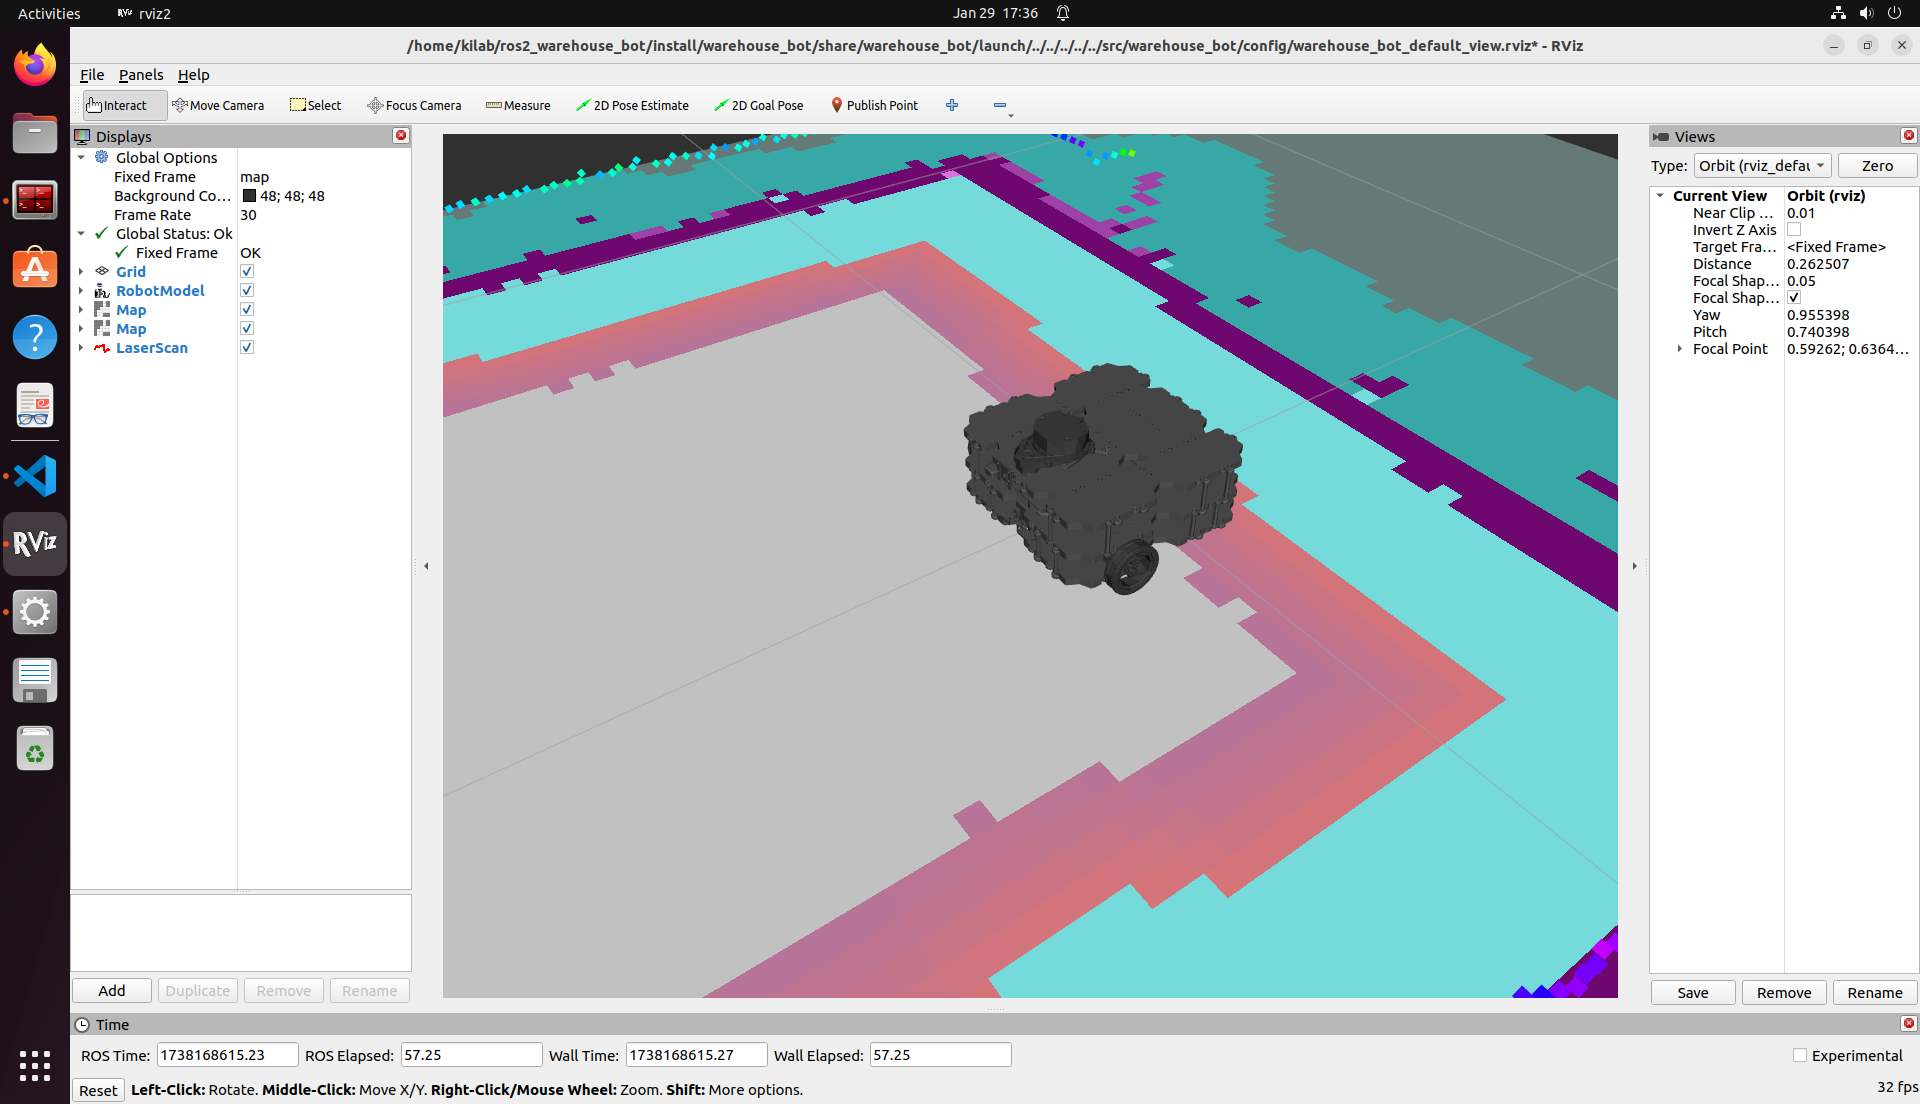 Activities
RViz rviz2
Jan 29 17:36
/home/kilab/ros2_warehouse_bot/install/warehouse_bot/share/warehouse_bot/launch/../../../../../src/warehouse_bot/config/warehouse_bot_default_view.rviz* - RViz
File Panels Help
Interact Move Camera Select Focus Camera Measure 2D Pose Estimate 2D Goal Pose Publish Point
Displays
Global Options
Fixed Frame map
Background Co... 48; 48; 48
Frame Rate 30
Global Status: Ok
Fixed Frame OK
Grid
RobotModel
Map
Map
LaserScan
Add Duplicate Remove Rename
Views
Type: Orbit (rviz_defau Zero
Current View Orbit (rviz)
Near Clip ... 0.01
Invert Z Axis
Target Fra... <Fixed Frame>
Distance 0.262507
Focal Shap... 0.05
Focal Shap...
Yaw 0.955398
Pitch 0.740398
Focal Point 0.59262; 0.6364...
Save Remove Rename
RViz
Time
ROS Time: 1738168615.23 ROS Elapsed: 57.25 Wall Time: 1738168615.27 Wall Elapsed: 57.25 Experimental
Reset Left-Click: Rotate. Middle-Click: Move X/Y. Right-Click/Mouse Wheel: Zoom. Shift: More options. 32 fps